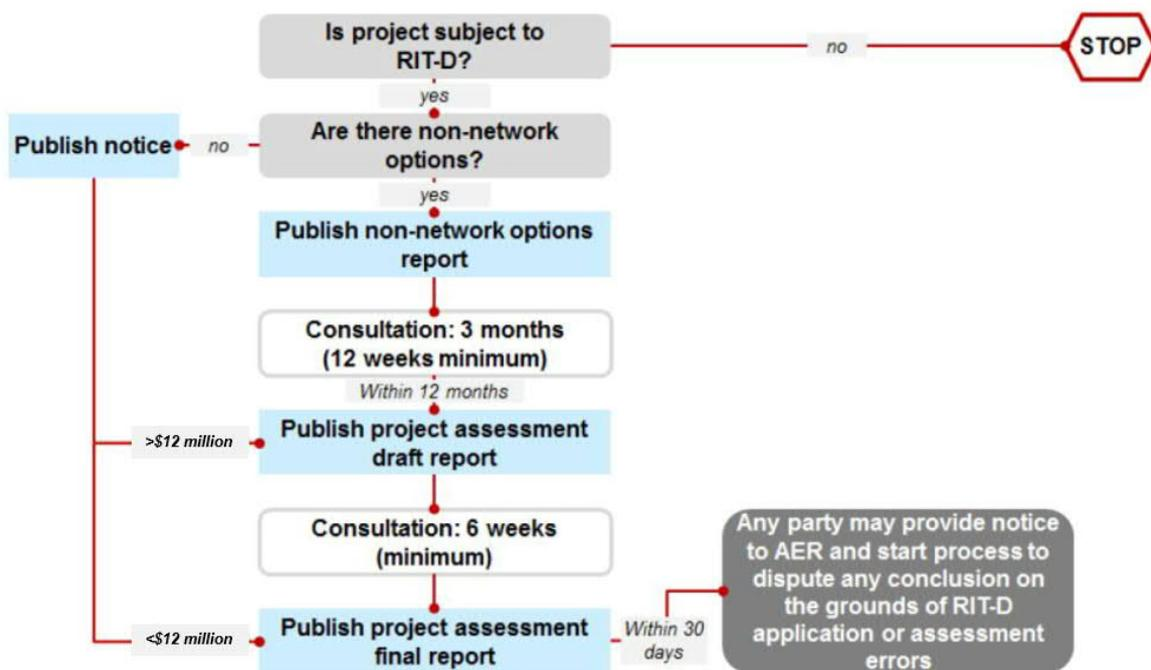 Is project subject to
RIT-D?
no
STOP
yes
Publish notice
no
Are there non-network
options?
yes
Publish non-network options
report
Consultation: 3 months
(12 weeks minimum)
Within 12 months
>$12 million
Publish project assessment
draft report
Consultation: 6 weeks
(minimum)
<$12 million
Publish project assessment
final report
Within 30
days
Any party may provide notice
to AER and start process to
dispute any conclusion on
the grounds of RIT-D
application or assessment
errors